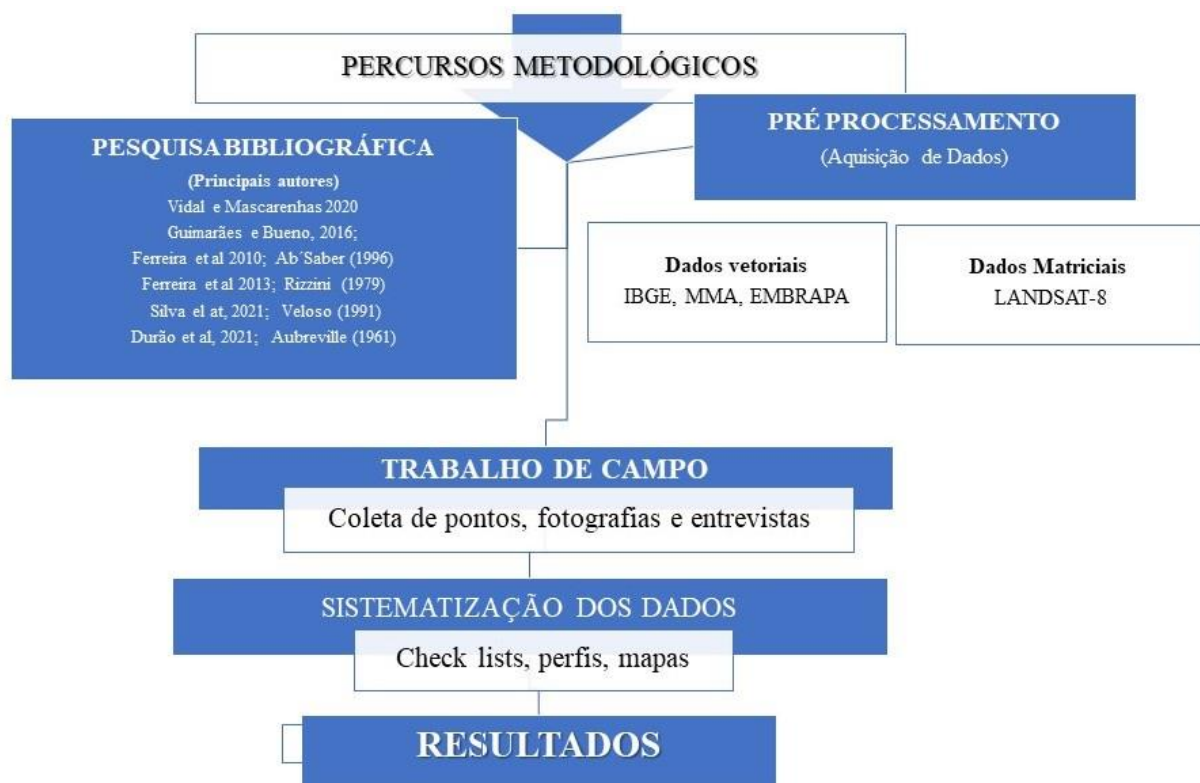 PERCURSOS METODOLÓGICOS
PESQUISA BIBLIOGRÁFICA
(Principais autores)
Vidal e Mascarenhas 2020
Guimarães e Bueno, 2016;
Ferreira et al 2010; Ab´Saber (1996)
Ferreira et al 2013; Rizzini (1979)
Silva el at, 2021; Veloso (1991)
Durão et al, 2021; Aubreville (1961)
PRÉ PROCESSAMENTO
(Aquisição de Dados)
Dados vetoriais
IBGE, MMA, EMBRAPA
Dados Matriciais
LANDSAT-8
TRABALHO DE CAMPO
Coleta de pontos, fotografias e entrevistas
SISTEMATIZAÇÃO DOS DADOS
Check lists, perfis, mapas
RESULTADOS